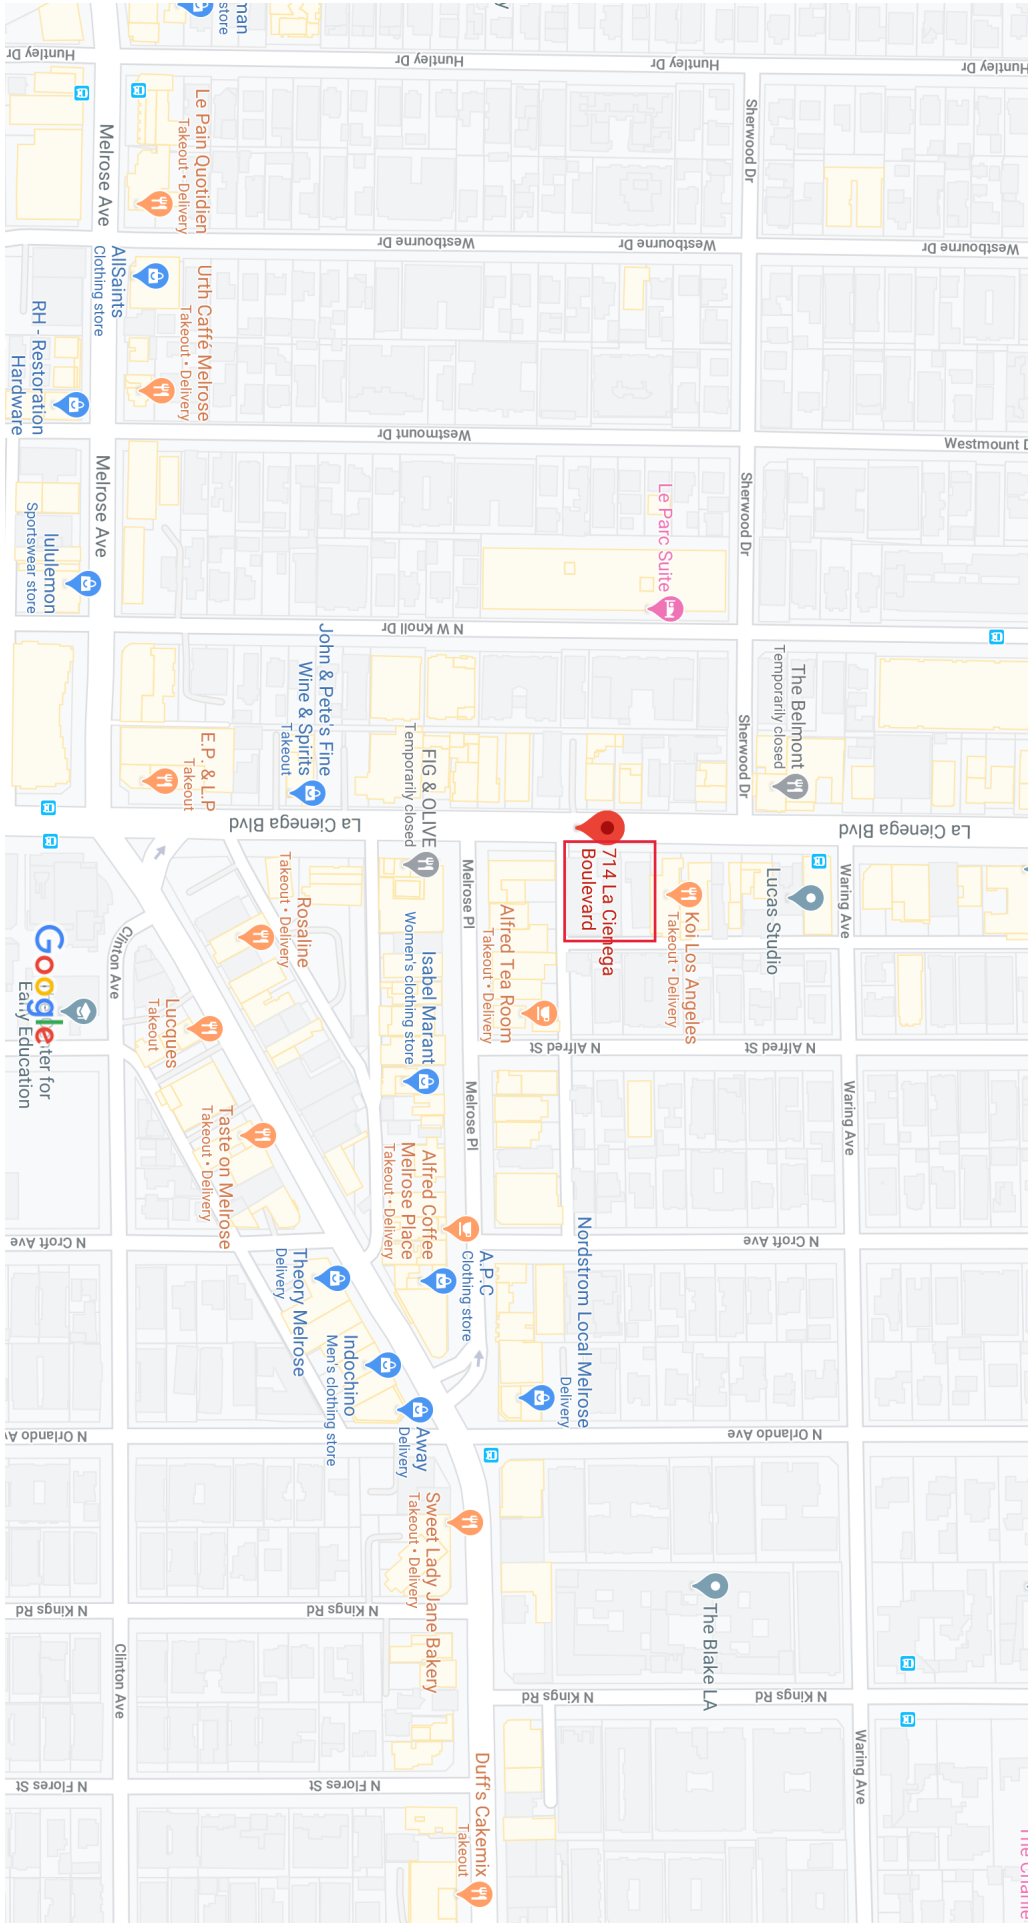 man
store
Huntley Dr
Huntley Dr
Huntley Dr
Huntley Dr
Le Pain Quotidien
Takeout • Delivery
Melrose Ave
Sherwood Dr
Westbourne Dr
Westbourne Dr
Westbourne Dr
AllSaints
Clothing store
Urth Caffé Melrose
Takeout • Delivery
RH - Restoration
Hardware
Westmount Dr
Westmount D
Melrose Ave
Sherwood Dr
Le Parc Suite
lululemon
Sportswear store
N W Knoll Dr
John & Pete's Fine
Wine & Spirits
Takeout
The Belmont
Temporarily closed
Sherwood Dr
E.P. & L.P
Takeout
FIG & OLIVE
Temporarily closed
La Cienega Blvd
La Cienega Blvd
714 La Cienega
Boulevard
Melrose Pl
Koi Los Angeles
Takeout • Delivery
Lucas Studio
Waring Ave
Rosaline
Takeout • Delivery
Alfred Tea Room
Takeout • Delivery
Isabel Marant
Women's clothing store
Clinton Ave
Google
Lucques
Takeout
ter for
Early Education
N Alfred St
N Alfred St
Melrose Pl
Waring Ave
Taste on Melrose
Takeout • Delivery
Alfred Coffee
Melrose Place
Takeout • Delivery
N Croft Ave
N Croft Ave
A.P.C
Clothing store
Nordstrom Local Melrose
Delivery
Theory Melrose
Delivery
Indochino
Men's clothing store
Away
Delivery
N Orlando Av
N Orlando Ave
Sweet Lady Jane Bakery
Takeout • Delivery
The Blake LA
N Kings Rd
N Kings Rd
N Kings Rd
N Kings Rd
Clinton Ave
Waring Ave
N Flores St
N Flores St
Duff's Cakemix
Takeout